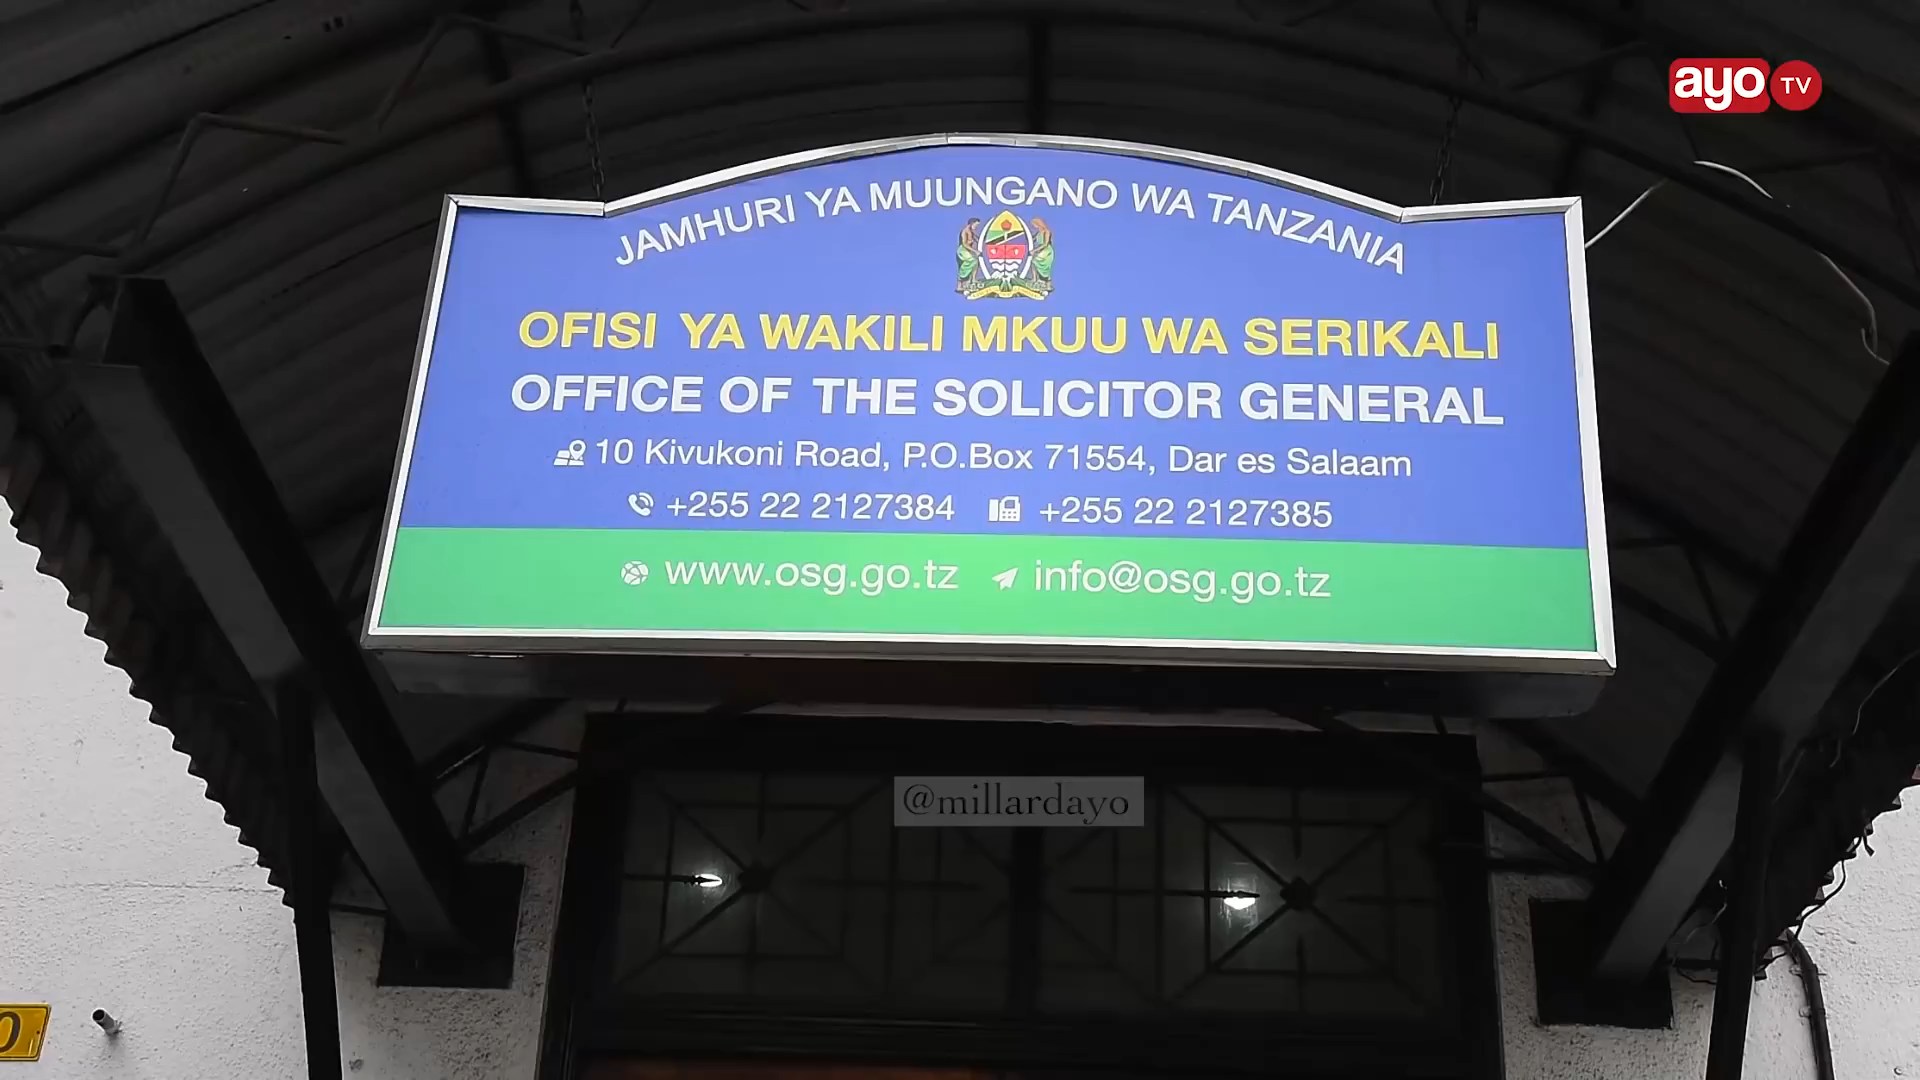 ayo TV
JAMHURI YA MUUNGANO WA TANZANIA
OFISI YA WAKILI MKUU WA SERIKALI
OFFICE OF THE SOLICITOR GENERAL
10 Kivukoni Road, P.O.Box 71554, Dar es Salaam
+255 22 2127384 +255 22 2127385
www.osg.go.tz info@osg.go.tz
@millardayo